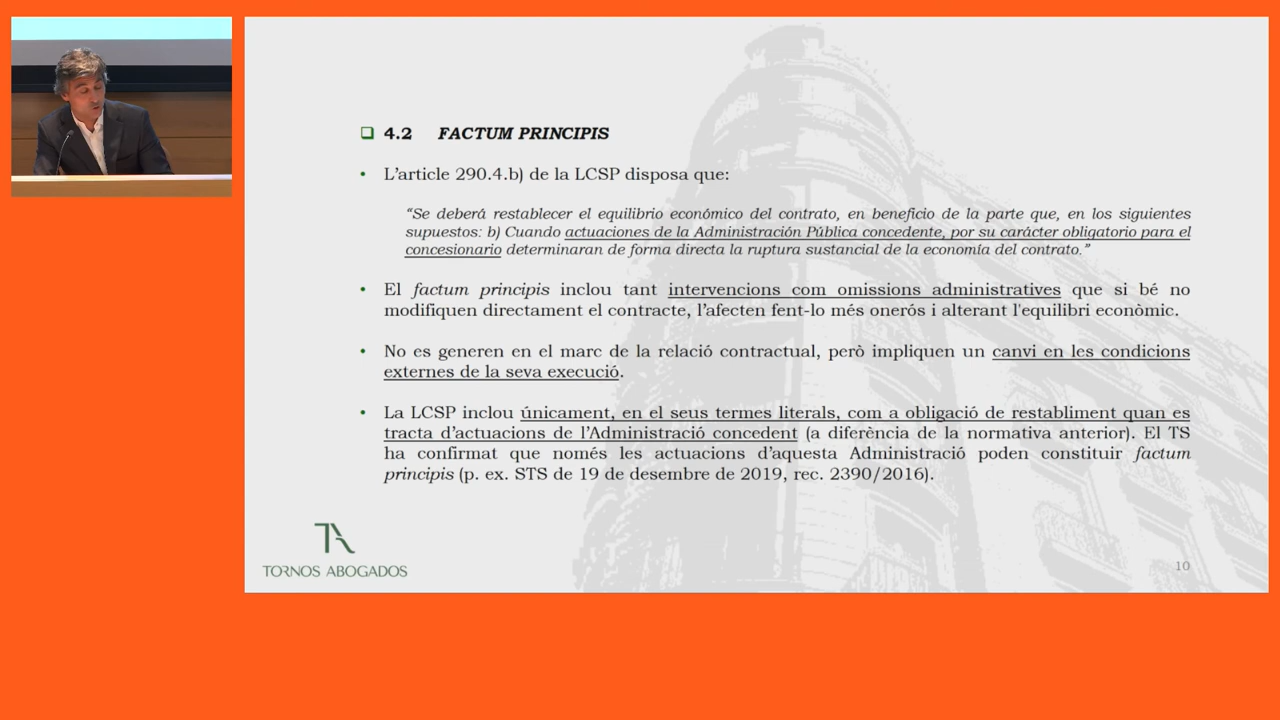 4.2 FACTUM PRINCIPIS
• L'article 290.4.b) de la LCSP disposa que:
“Se deberá restablecer el equilibrio económico del contrato, en beneficio de la parte que, en los siguientes
supuestos: b) Cuando actuaciones de la Administración Pública concedente, por su carácter obligatorio para el
concesionario determinaran de forma directa la ruptura sustancial de la economía del contrato.”
• El factum principis inclou tant intervencions com omissions administratives que si bé no
modifiquen directament el contracte, l’afecten fent-lo més onerós i alterant l'equilibri econòmic.
• No es generen en el marc de la relació contractual, però impliquen un canvi en les condicions
externes de la seva execució.
• La LCSP inclou únicament, en el seus termes literals, com a obligació de restabliment quan es
tracta d’actuacions de l’Administració concedent (a diferència de la normativa anterior). El TS
ha confirmat que només les actuacions d’aquesta Administració poden constituir factum
principis (p. ex. STS de 19 de desembre de 2019, rec. 2390/2016).
TA
TORNOS ABOGADOS
10